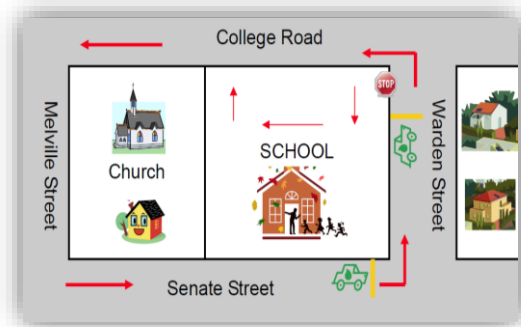 College Road
STOP
Melville Street
Warden Street
SCHOOL
Church
Senate Street